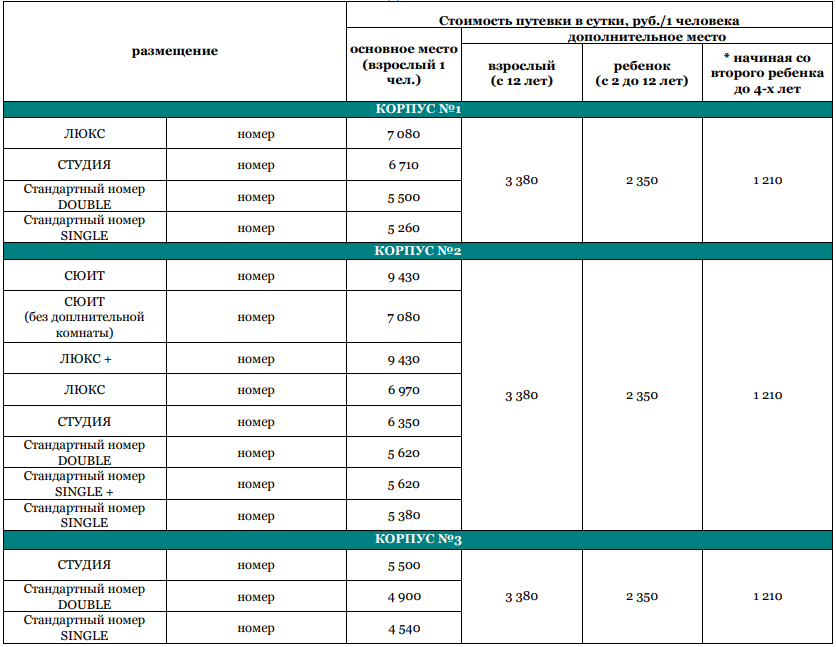 размещение
Стоимость путевки в сутки, руб./1 человека
основное место
(взрослый 1
чел.)
дополнительное место
взрослый
(с 12 лет)
ребенок
(с 2 до 12 лет)
* начиная со
второго ребенка
до 4-х лет
КОРПУС №1
ЛЮКС номер 7 080
СТУДИЯ номер 6 710
Стандартный номер
DOUBLE
номер 5 500
Стандартный номер
SINGLE
номер 5 260
3 380 2 350 1 210
КОРПУС №2
СЮИТ номер 9 430
СЮИТ
(без доплнительной
комнаты)
номер 7 080
ЛЮКС + номер 9 430
ЛЮКС номер 6 970
СТУДИЯ номер 6 350
Стандартный номер
DOUBLE
номер 5 620
Стандартный номер
SINGLE +
номер 5 620
Стандартный номер
SINGLE
номер 5 380
3 380 2 350 1 210
КОРПУС №3
СТУДИЯ номер 5 500
Стандартный номер
DOUBLE
номер 4 900
Стандартный номер
SINGLE
номер 4 540
3 380 2 350 1 210